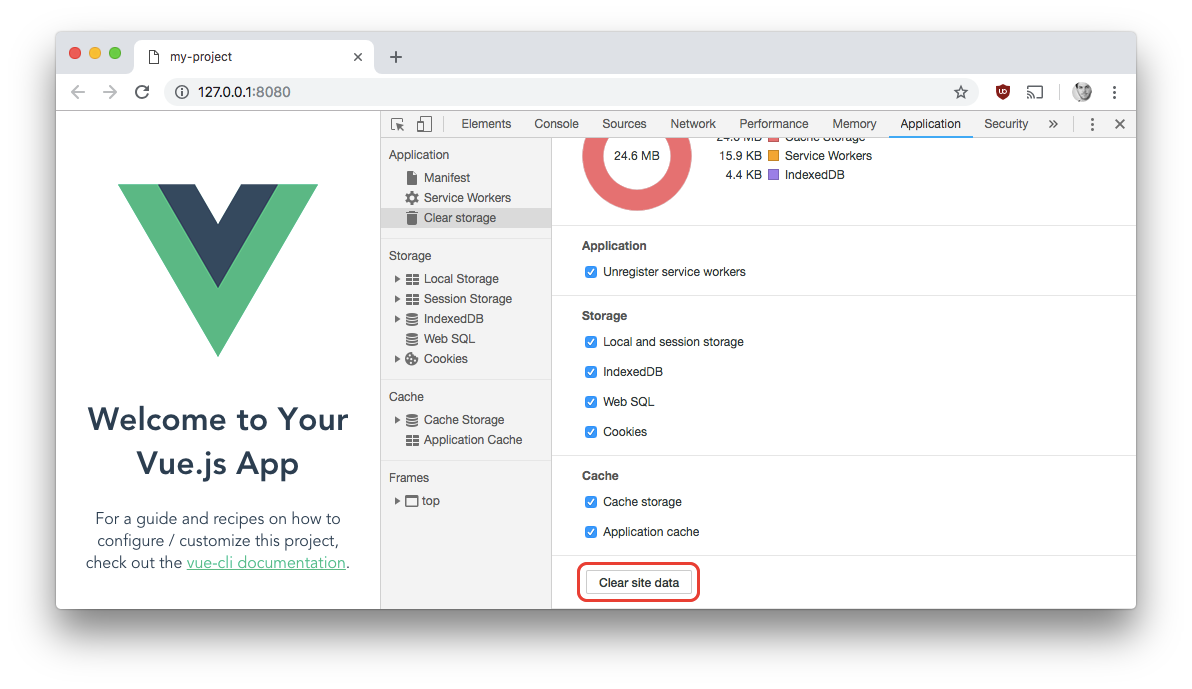 my-project
127.0.0.1:8080
Elements Console Sources Network Performance Memory Application Security »
Welcome to Your
Vue.js App
For a guide and recipes on how to
configure / customize this project,
check out the vue-cli documentation.
Application
Manifest
Service Workers
Clear storage
Storage
Local Storage
Session Storage
IndexedDB
Web SQL
Cookies
Cache
Cache Storage
Application Cache
Frames
top
24.6 MB
24.6 MB Cache Storage
15.9 KB Service Workers
4.4 KB IndexedDB
Application
Unregister service workers
Storage
Local and session storage
IndexedDB
Web SQL
Cookies
Cache
Cache storage
Application cache
Clear site data